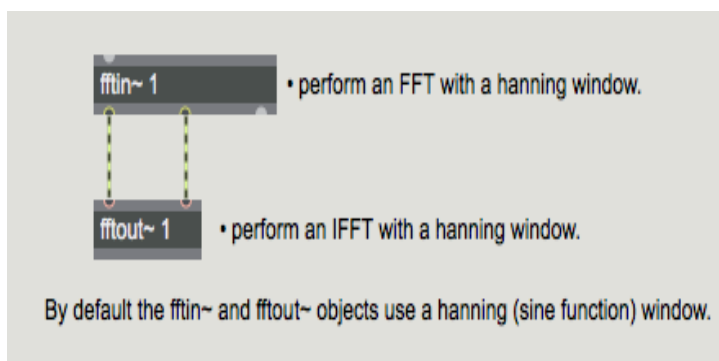 fftin~ 1 • perform an FFT with a hanning window.
fftout~ 1 • perform an IFFT with a hanning window.
By default the fftin~ and fftout~ objects use a hanning (sine function) window.